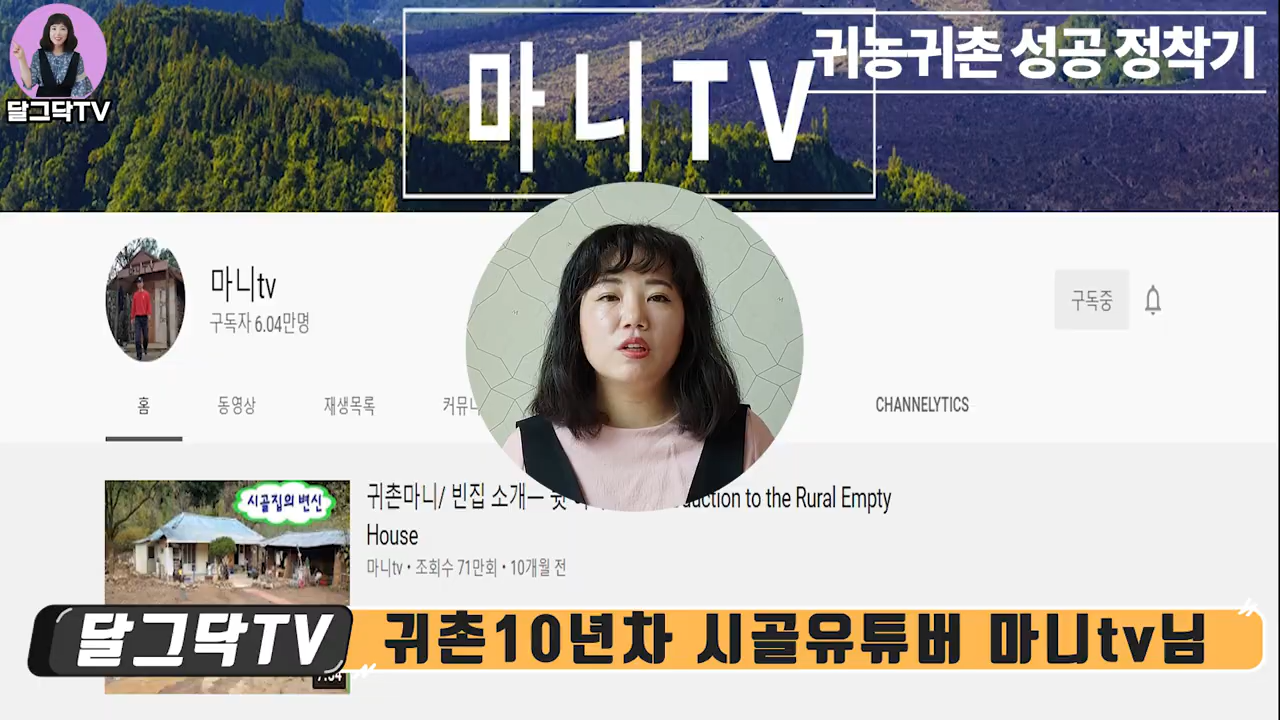 마니TV
귀농귀촌 성공 정착기
달그닥TV
마니tv
구독자 6.04만명
구독중
홈
동영상
재생목록
커뮤니
CHANNELYTICS
시골집의 변신
귀촌마니/ 빈집 소개ㅡ to the Rural Empty
House
마니tv • 조회수 71만회 • 10개월 전
달그닥TV
귀촌10년차 시골유튜버 마니tv님